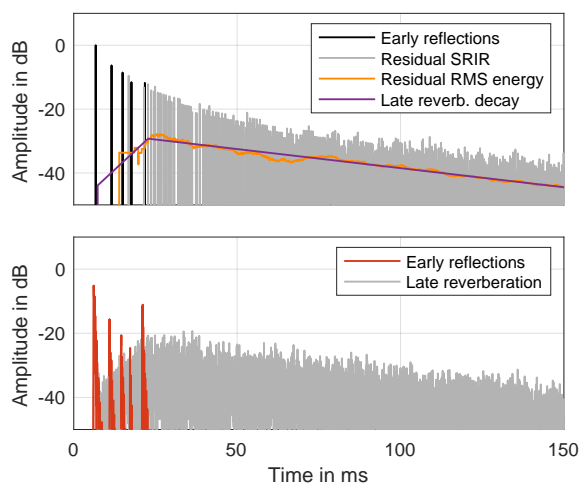 0
-20
-40
Amplitude in dB
Early reflections
Residual SRIR
Residual RMS energy
Late reverb. decay
0
-20
-40
Amplitude in dB
Early reflections
Late reverberation
0
50
100
150
Time in ms